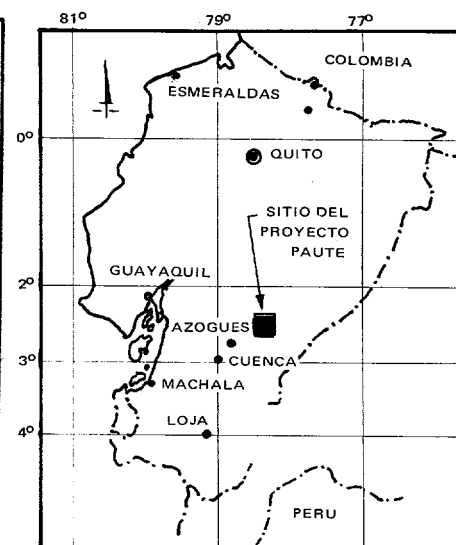 81º 79º 77º
COLOMBIA
ESMERALDAS
0º
QUITO
SITIO DEL
PROYECTO
PAUTE
GUAYAQUIL
2º
AZOGUES
3º
CUENCA
MACHALA
LOJA
4º
PERU